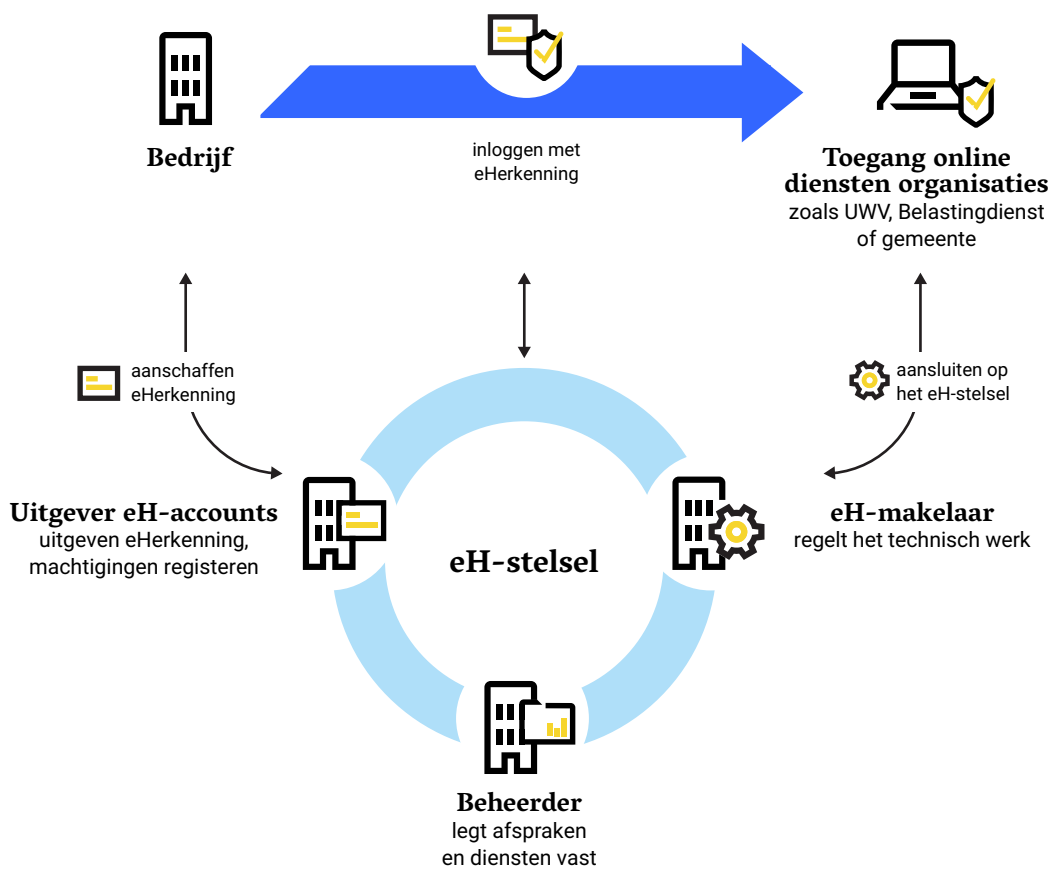 Bedrijf
inloggen met
eHerkenning
Toegang online
diensten organisaties
zoals UWV, Belastingdienst
of gemeente
aanschaffen
eHerkenning
aansluiten op
het eH-stelsel
Uitgever eH-accounts
uitgeven eHerkenning,
machtigingen registeren
eH-stelsel
eH-makelaar
regelt het technisch werk
Beheerder
legt afspraken
en diensten vast